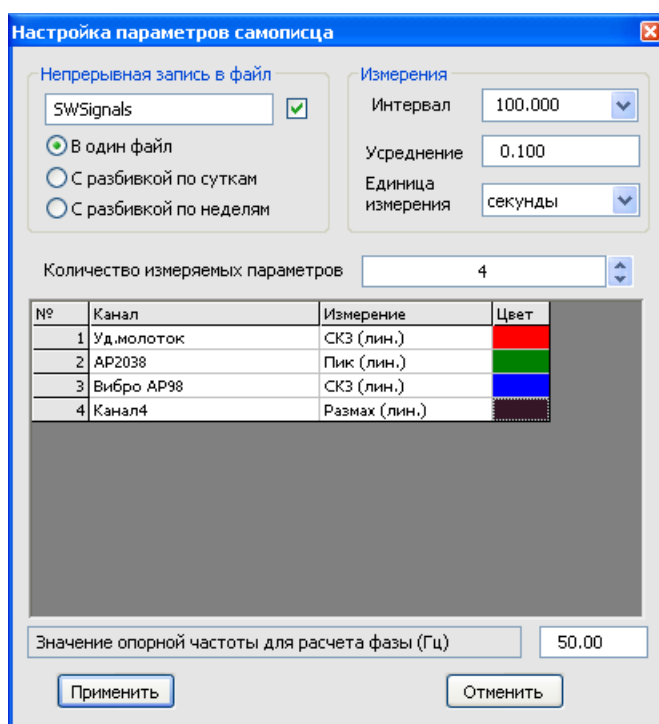 Настройка параметров самописца
Непрерывная запись в файл
SWSignals
В один файл
С разбивкой по суткам
С разбивкой по неделям
Измерения
Интервал 100.000
Усреднение 0.100
Единица
измерения секунды
Количество измеряемых параметров 4
№ Канал Измерение Цвет
1 Уд.молоток СКЗ (лин.)
2 АР2038 Пик (лин.)
3 Вибро АР98 СКЗ (лин.)
4 Канал4 Размах (лин.)
Значение опорной частоты для расчета фазы (Гц) 50.00
Применить Отменить